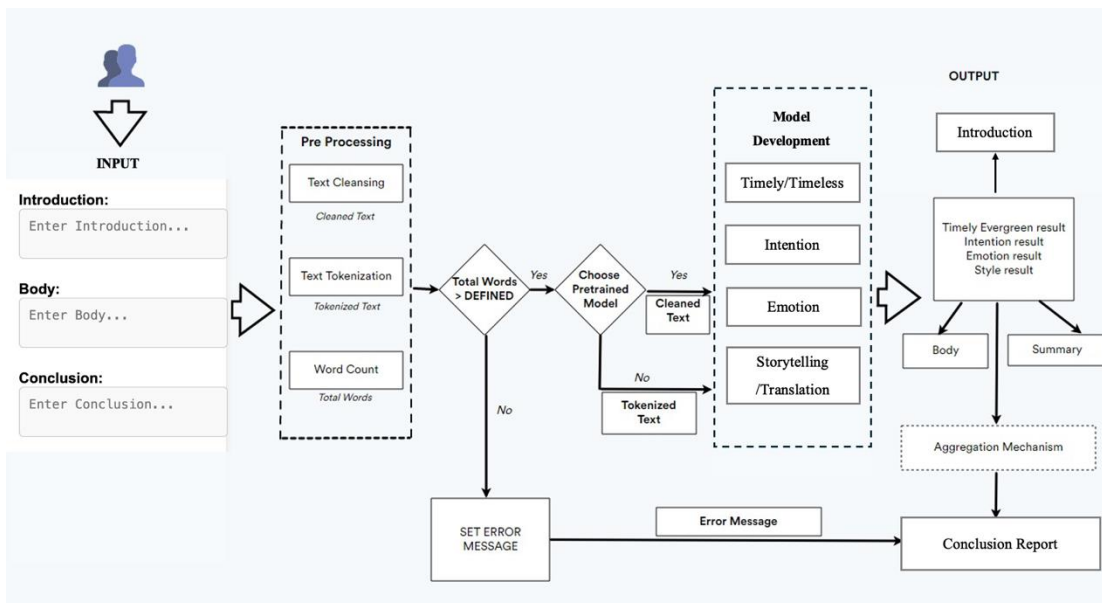 INPUT
Introduction:
Enter Introduction...
Body:
Enter Body...
Conclusion:
Enter Conclusion...
Pre Processing
Text Cleansing
Cleaned Text
Text Tokenization
Tokenized Text
Word Count
Total Words
Total Words
> DEFINED
Yes
No
Choose
Pretrained
Model
Yes
Cleaned
Text
No
Tokenized
Text
SET ERROR
MESSAGE
Error Message
Model
Development
Timely/Timeless
Intention
Emotion
Storytelling
/Translation
OUTPUT
Introduction
Timely Evergreen result
Intention result
Emotion result
Style result
Body
Summary
Aggregation Mechanism
Conclusion Report